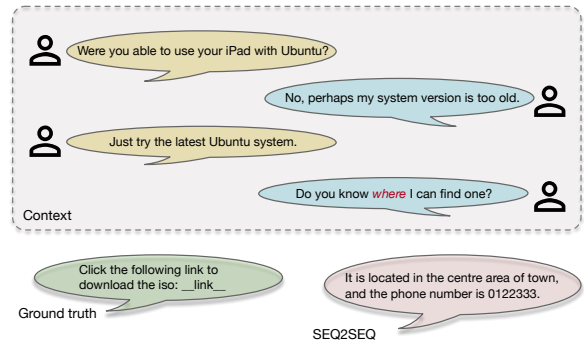 Were you able to use your iPad with Ubuntu?
No, perhaps my system version is too old.
Just try the latest Ubuntu system.
Do you know where I can find one?
Context
Click the following link to
download the iso: __link__
Ground truth
It is located in the centre area of town,
and the phone number is 0122333.
SEQ2SEQ